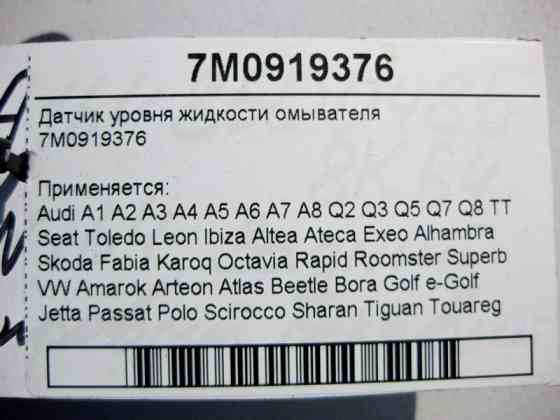 7M0919376
Датчик уровня жидкости омывателя
7M0919376
Применяется:
Audi A1 A2 A3 A4 A5 A6 A7 A8 Q2 Q3 Q5 Q7 Q8 TT
Seat Toledo Leon Ibiza Altea Ateca Exeo Alhambra
Skoda Fabia Karoq Octavia Rapid Roomster Superb
VW Amarok Arteon Atlas Beetle Bora Golf e-Golf
Jetta Passat Polo Scirocco Sharan Tiguan Touareg